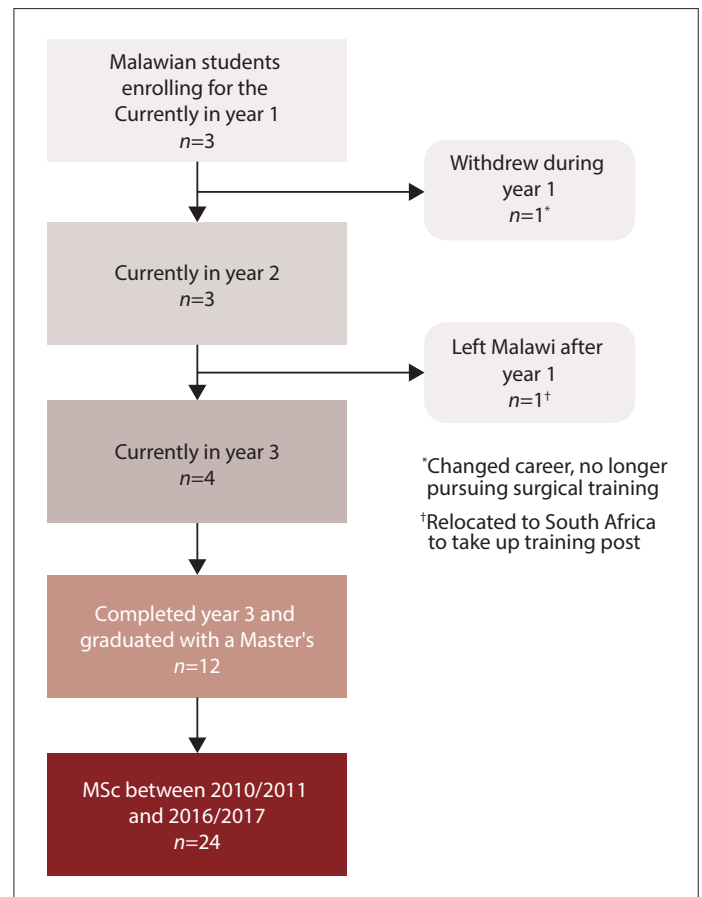 Malawian students
enrolling for the
Currently in year 1
n=3
Withdrew during
year 1
n=1*
Currently in year 2
n=3
Left Malawi after
year 1
n=1†
Currently in year 3
n=4
*Changed career, no longer
pursuing surgical training
†Relocated to South Africa
to take up training post
Completed year 3 and
graduated with a Master's
n=12
MSc between 2010/2011
and 2016/2017
n=24